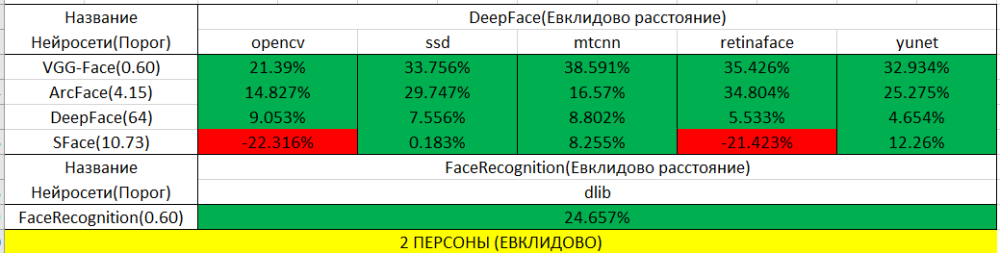 Название Нейросети(Порог)
DeepFace(Евклидово расстояние)
opencv ssd mtcnn retinaface yunet
VGG-Face(0.60) 21.39% 33.756% 38.591% 35.426% 32.934%
ArcFace(4.15) 14.827% 29.747% 16.57% 34.804% 25.275%
DeepFace(64) 9.053% 7.556% 8.802% 5.533% 4.654%
SFace(10.73) -22.316% 0.183% 8.255% -21.423% 12.26%
Название Нейросети(Порог)
FaceRecognition(Евклидово расстояние)
dlib
FaceRecognition(0.60) 24.657%
2 ПЕРСОНЫ (ЕВКЛИДОВО)